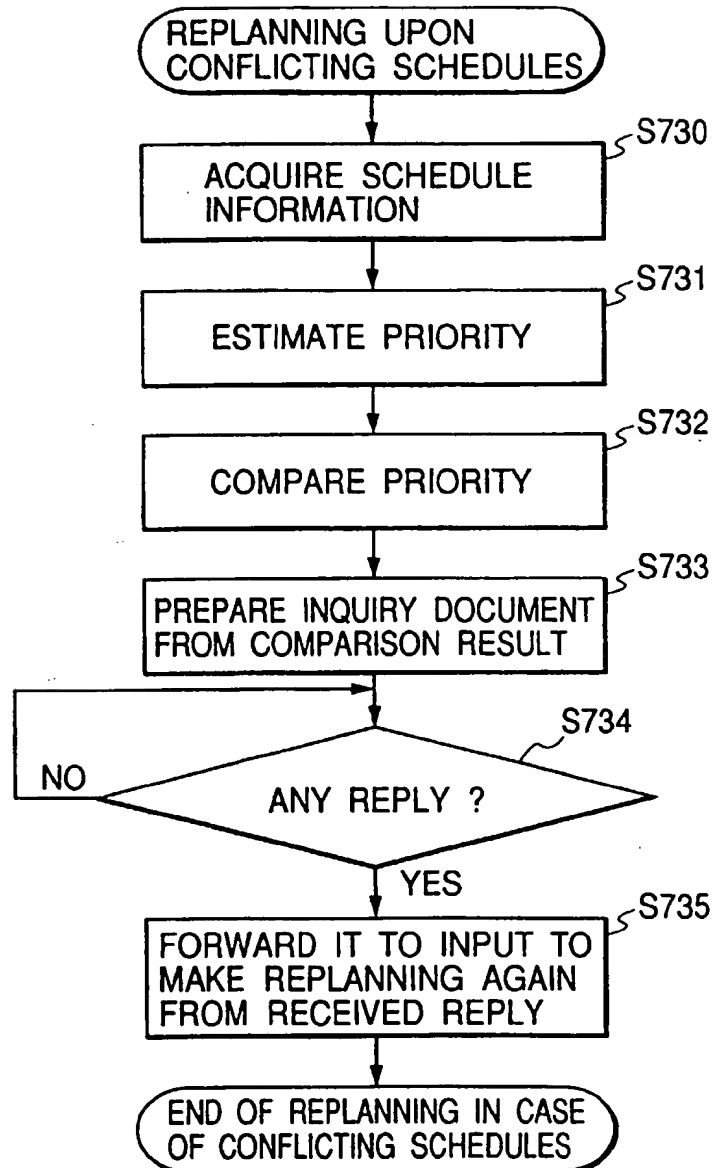 REPLANNING UPON
CONFLICTING SCHEDULES
S730
ACQUIRE SCHEDULE
INFORMATION
S731
ESTIMATE PRIORITY
S732
COMPARE PRIORITY
S733
PREPARE INQUIRY DOCUMENT
FROM COMPARISON RESULT
S734
NO
ANY REPLY ?
YES
S735
FORWARD IT TO INPUT TO
MAKE REPLANNING AGAIN
FROM RECEIVED REPLY
END OF REPLANNING IN CASE
OF CONFLICTING SCHEDULES